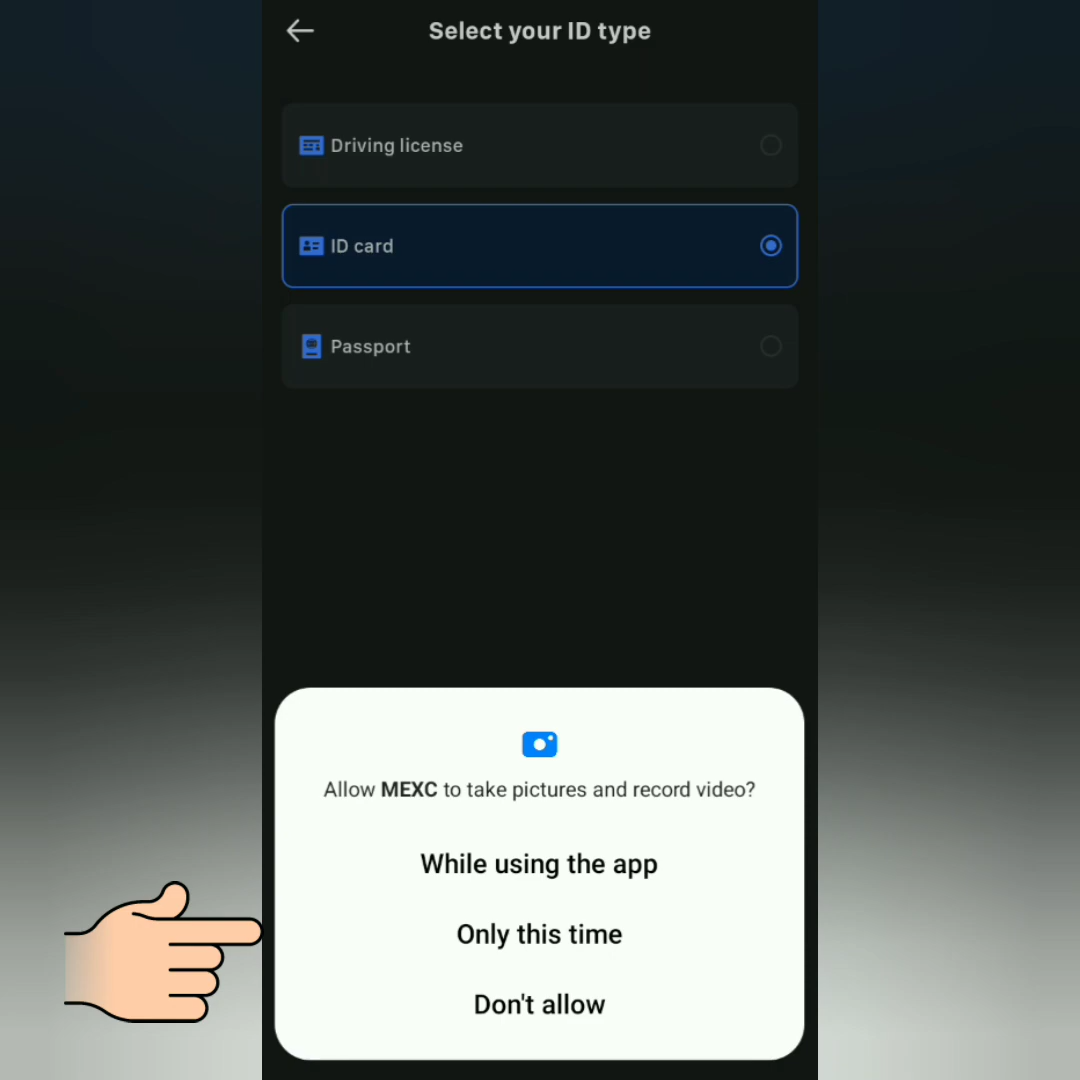 Select your ID type
Driving license
ID card
Passport
Allow MEXC to take pictures and record video?
While using the app
Only this time
Don't allow